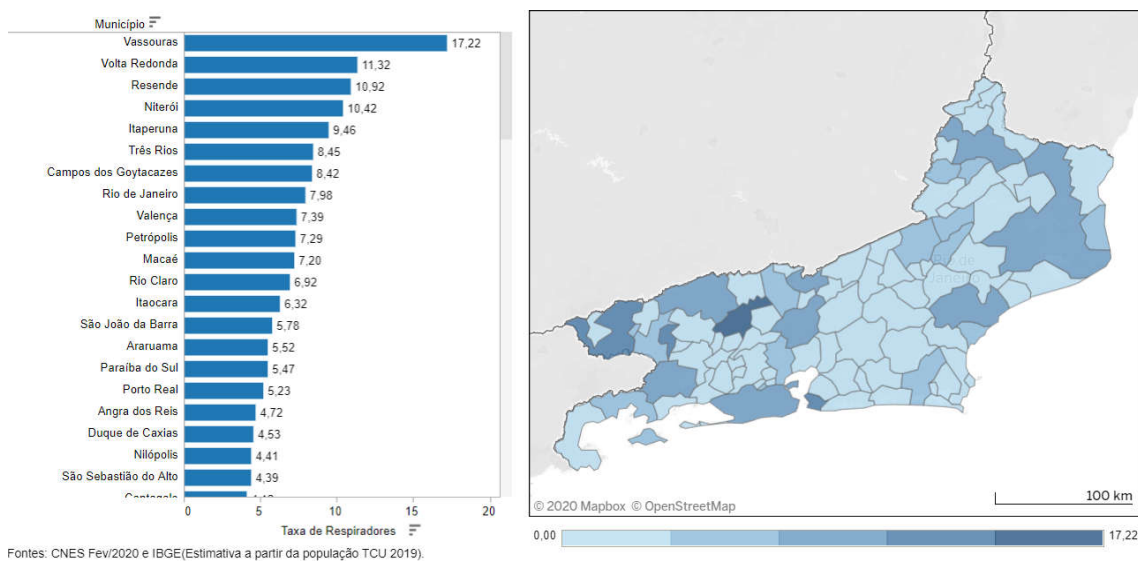 Município
Vassouras 17,22
Volta Redonda 11,32
Resende 10,92
Niterói 10,42
Itaperuna 9,46
Três Rios 8,45
Campos dos Goytacazes 8,42
Rio de Janeiro 7,98
Valença 7,39
Petrópolis 7,29
Macaé 7,20
Rio Claro 6,92
Itaocara 6,32
São João da Barra 5,78
Araruama 5,52
Paraíba do Sul 5,47
Porto Real 5,23
Angra dos Reis 4,72
Duque de Caxias 4,53
Nilópolis 4,41
São Sebastião do Alto 4,39
0 5 10 15 20
Taxa de Respiradores
Fontes: CNES Fev/2020 e IBGE(Estimativa a partir da população TCU 2019).
Rio de
Janeiro
© 2020 Mapbox © OpenStreetMap
100 km
0,00 17,22